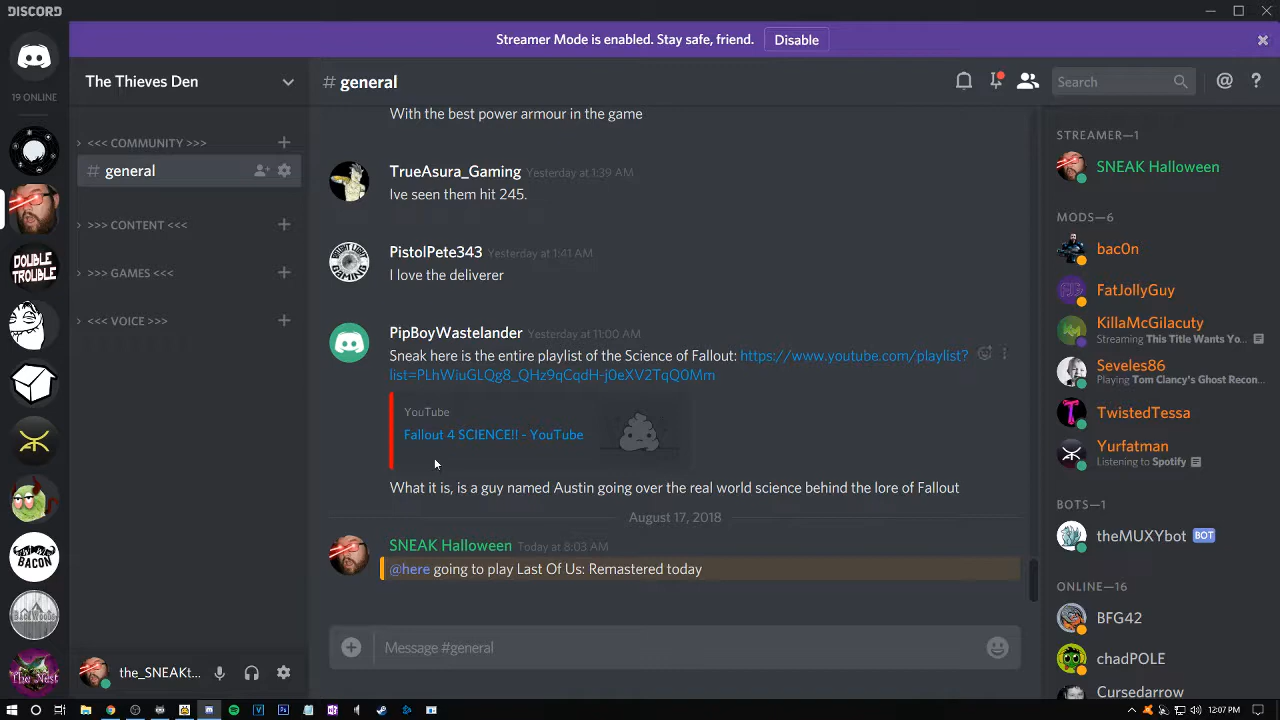 DISCORD
Streamer Mode is enabled. Stay safe, friend. Disable
19 ONLINE
The Thieves Den
<<< COMMUNITY >>>
# general
>>> CONTENT <<<
>>> GAMES <<<
<<< VOICE >>>
DOUBLE TROUBLE
BACON
BACKWOODS
The Nest
the_SNEAKt...
# general
Search
@ ?
With the best power armour in the game
TrueAsura_Gaming Yesterday at 1:39 AM
Ive seen them hit 245.
PistolPete343 Yesterday at 1:41 AM
I love the deliverer
PipBoyWastelander Yesterday at 11:00 AM
Sneak here is the entire playlist of the Science of Fallout: https://www.youtube.com/playlist?
list=PLhWiuGLQg8_QHz9qCqdH-j0eXV2TqQ0Mm
YouTube
Fallout 4 SCIENCE!! - YouTube
What it is, is a guy named Austin going over the real world science behind the lore of Fallout
August 17, 2018
SNEAK Halloween Today at 8:03 AM
@here going to play Last Of Us: Remastered today
Message #general
STREAMER—1
SNEAK Halloween
MODS—6
bac0n
FatJollyGuy
KillaMcGilacuty
Streaming This Title Wants Yo...
Seveles86
Playing Tom Clancy's Ghost Recon...
TwistedTessa
Yurfatman
Listening to Spotify
BOTS—1
theMUXYbot BOT
ONLINE—16
BFG42
chadPOLE
Cursedarrow
12:07 PM